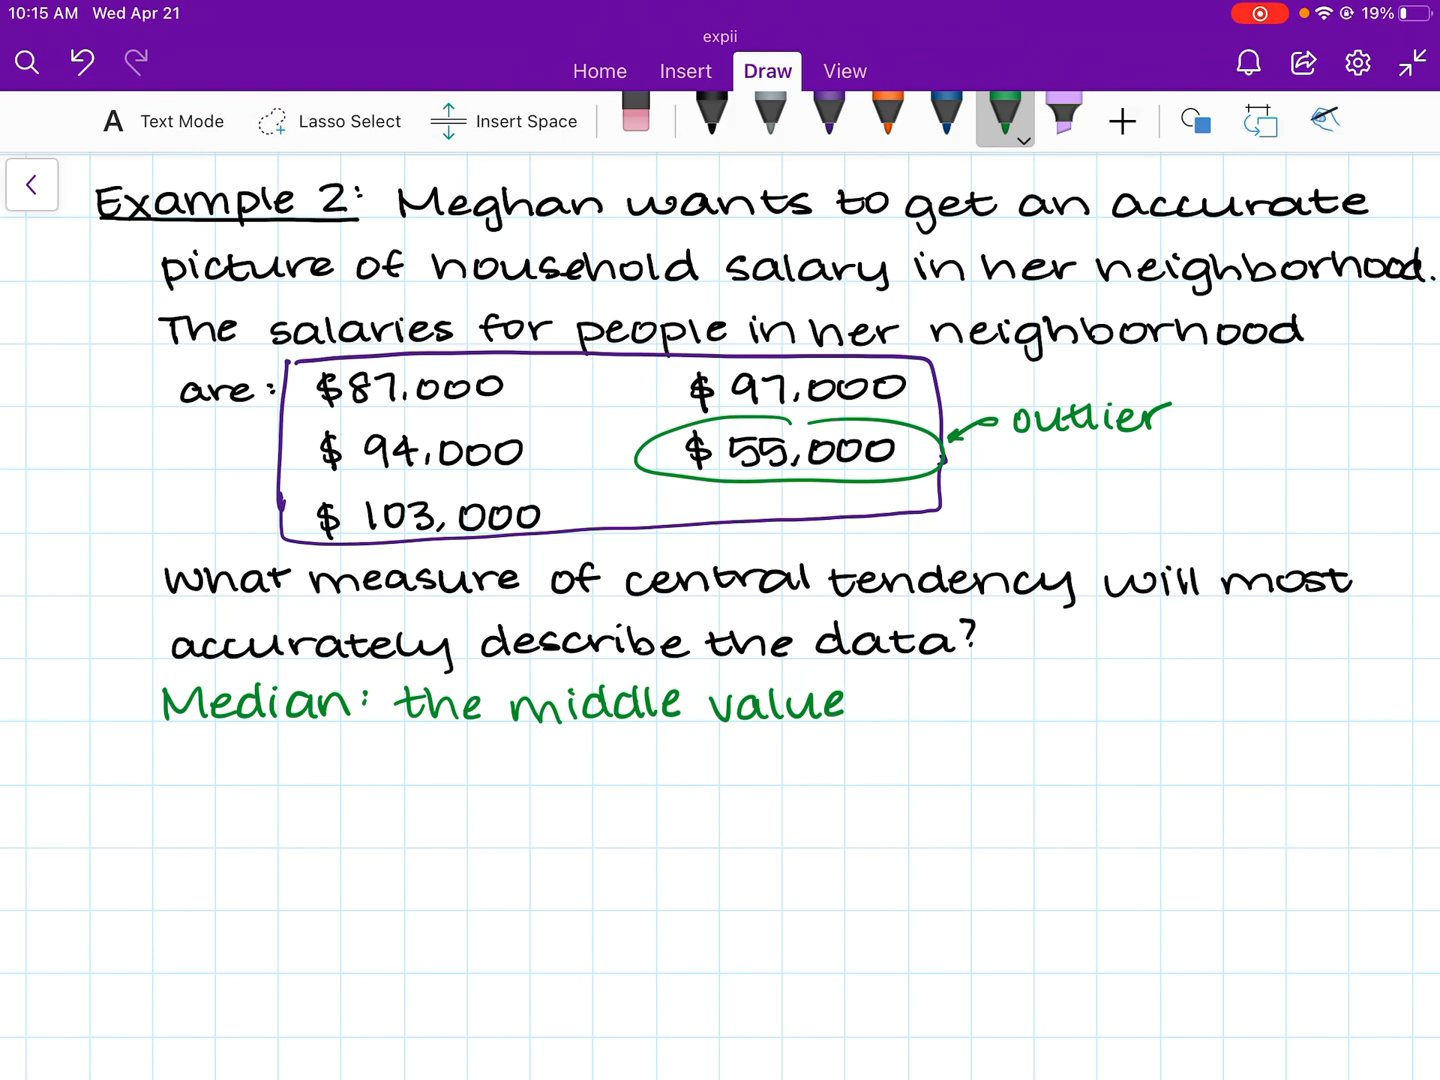 10:15 AM Wed Apr 21
19%
expii
Home Insert Draw View
Text Mode Lasso Select Insert Space
Example 2: Meghan wants to get an accurate
picture of household salary in her neighborhood.
The salaries for people in her neighborhood
are: $87,000 $97,000
outlier
$94,000 $55,000
$103,000
What measure of central tendency will most
accurately describe the data?
Median: the middle value